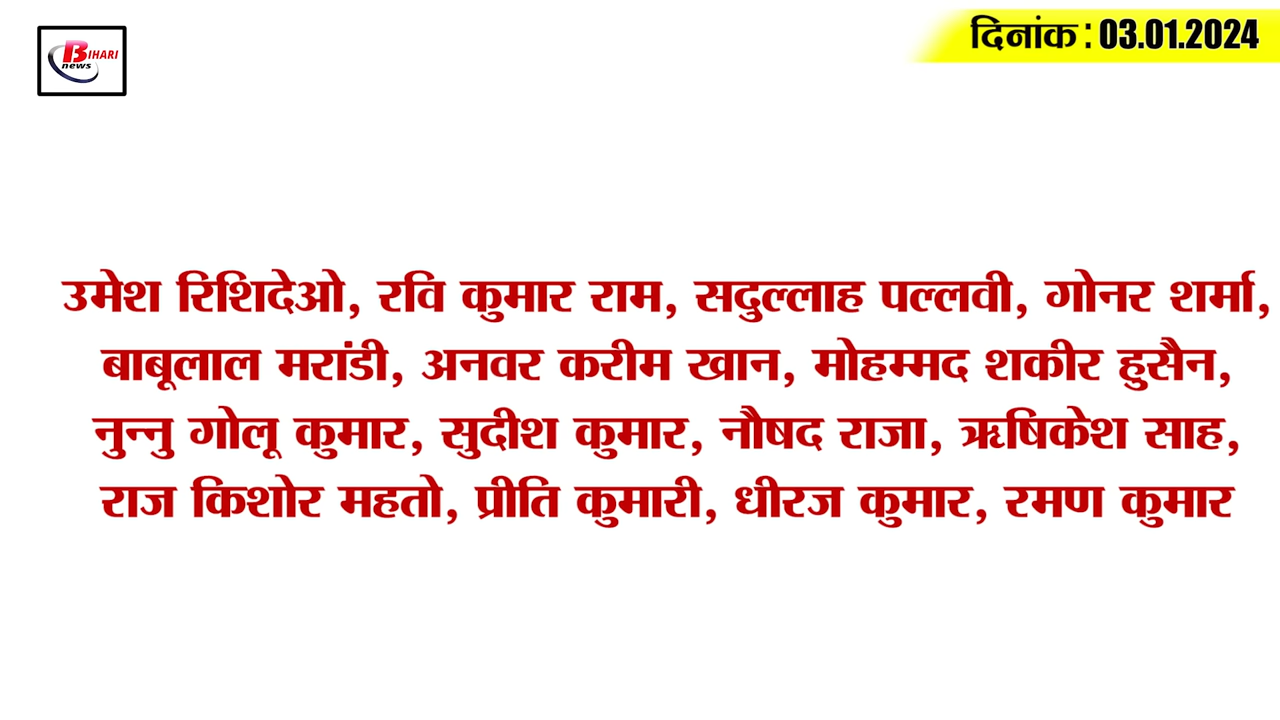 BIHARI
news
दिनांक : 03.01.2024
उमेश रिशिदेओ, रवि कुमार राम, सदुल्लाह पल्लवी, गोनर शर्मा,
बाबूलाल मरांडी, अनवर करीम खान, मोहम्मद शकीर हुसैन,
नुन्नु गोलू कुमार, सुदीश कुमार, नौषद राजा, ऋषिकेश साह,
राज किशोर महतो, प्रीति कुमारी, धीरज कुमार, रमण कुमार